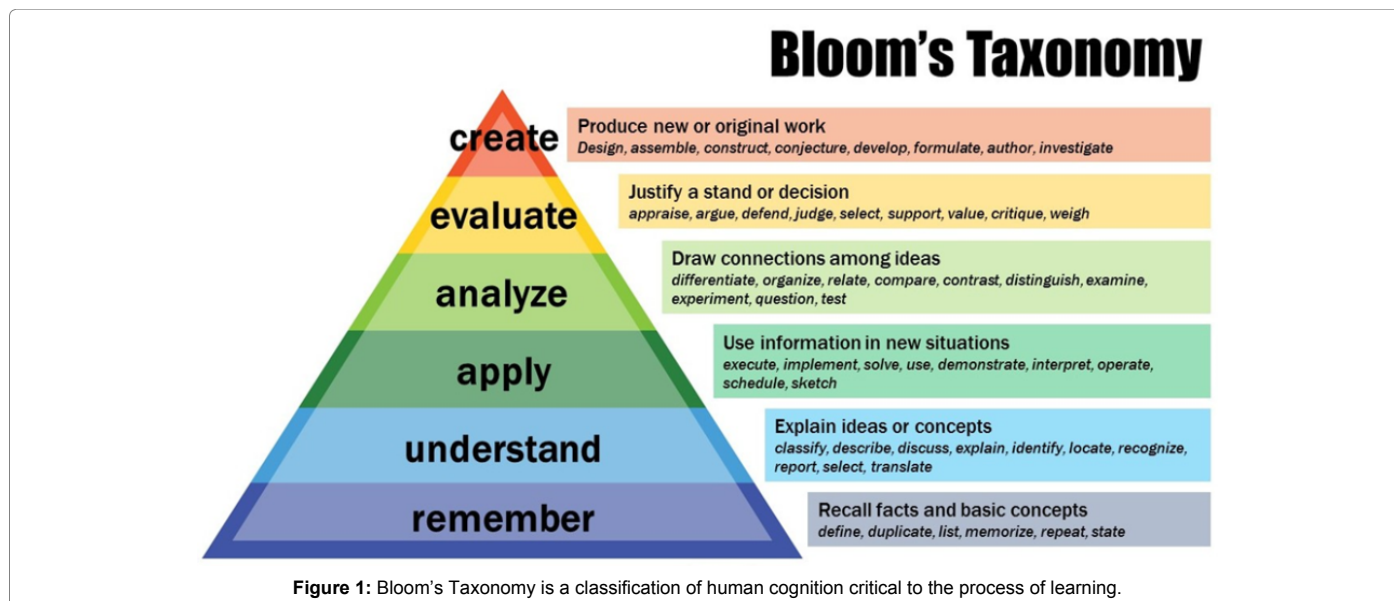 Bloom's Taxonomy
create
Produce new or original work
Design, assemble, construct, conjecture, develop, formulate, author, investigate
evaluate
Justify a stand or decision
appraise, argue, defend, judge, select, support, value, critique, weigh
analyze
Draw connections among ideas
differentiate, organize, relate, compare, contrast, distinguish, examine,
experiment, question, test
apply
Use information in new situations
execute, implement, solve, use, demonstrate, interpret, operate,
schedule, sketch
understand
Explain ideas or concepts
classify, describe, discuss, explain, identify, locate, recognize,
report, select, translate
remember
Recall facts and basic concepts
define, duplicate, list, memorize, repeat, state
Figure 1: Bloom's Taxonomy is a classification of human cognition critical to the process of learning.